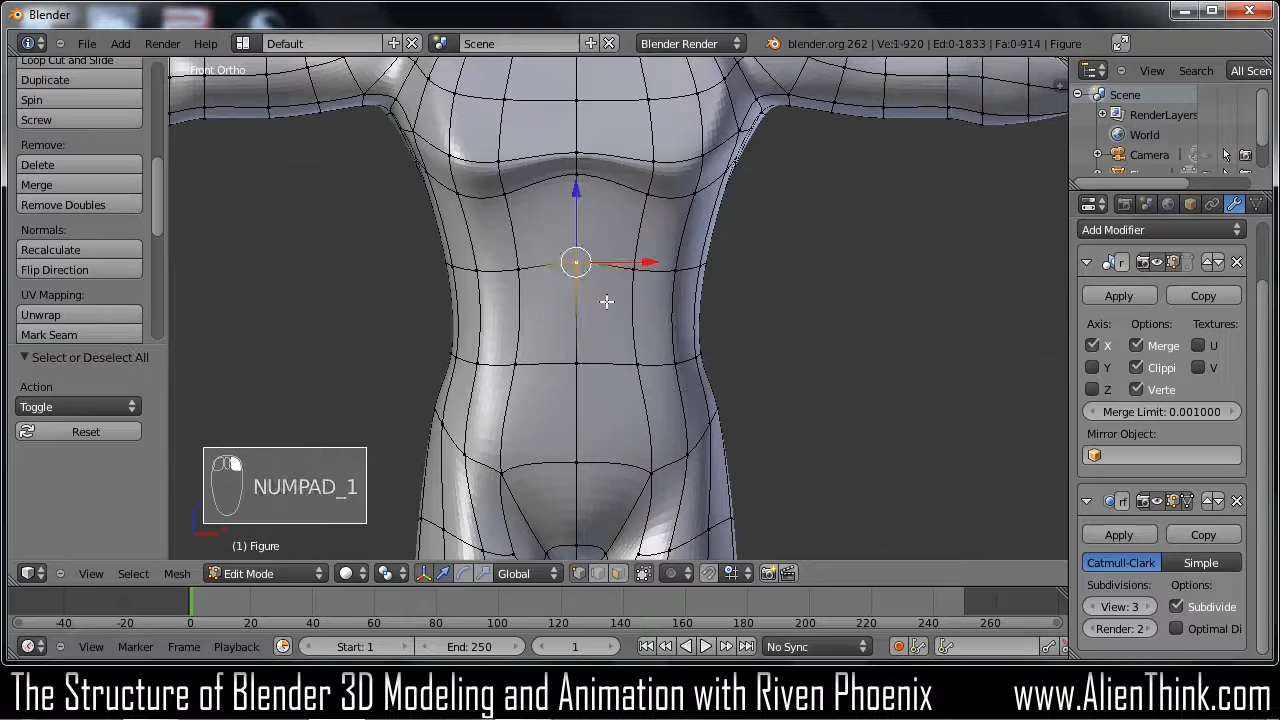 Blender
File Add Render Help Default Scene Blender Render blender.org 262 | Ve:1-920 | Ed:0-1833 | Fa:0-914 | Figure
Loop Cut and Slide
Duplicate
Spin
Screw
Remove:
Delete
Merge
Remove Doubles
Normals:
Recalculate
Flip Direction
UV Mapping:
Unwrap
Mark Seam
Select or Deselect All
Action
Toggle
Reset
Front Ortho
NUMPAD_1
(1) Figure
View Search All Scen
Scene
RenderLayers
World
Camera
Add Modifier
Apply Copy
Axis: Options: Textures:
X Merge U
Y Clippi V
Z Verte
Merge Limit: 0.001000
Mirror Object:
rf
Apply Copy
Catmull-Clark Simple
Subdivisions: Options:
View: 3 Subdivide
Render: 2 Optimal Di
View Select Mesh Edit Mode Global
-40 -20 0 20 40 60 80 100 120 140 160 180 200 220 240 260
View Marker Frame Playback Start: 1 End: 250 1 No Sync
The Structure of Blender 3D Modeling and Animation with Riven Phoenix www.AlienThink.com